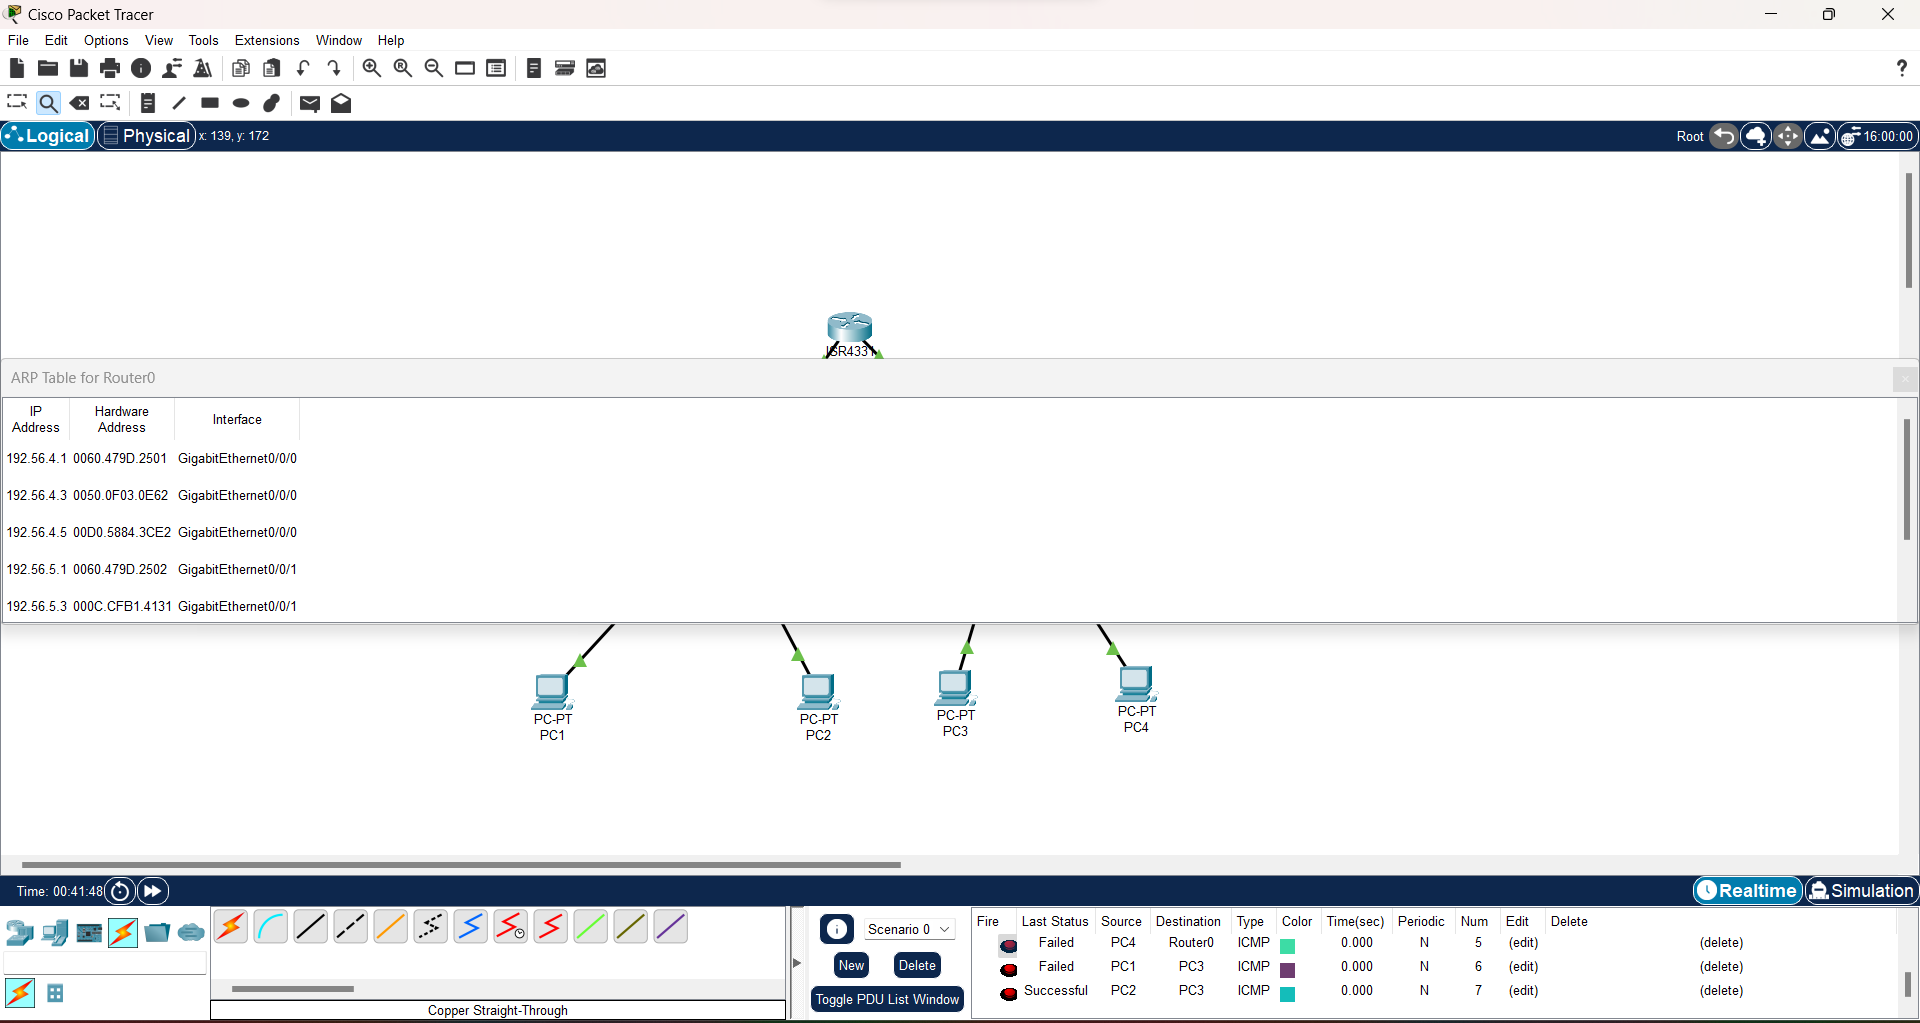 Cisco Packet Tracer
File Edit Options View Tools Extensions Window Help
?
Logical Physical x: 139, y: 172 Root 16:00:00
ARP Table for Router0
IP Address Hardware Address Interface
192.56.4.1 0060.479D.2501 GigabitEthernet0/0/0
192.56.4.3 0050.0F03.0E62 GigabitEthernet0/0/0
192.56.4.5 00D0.5884.3CE2 GigabitEthernet0/0/0
192.56.5.1 0060.479D.2502 GigabitEthernet0/0/1
192.56.5.3 000C.CFB1.4131 GigabitEthernet0/0/1
ISR4331
PC-PT
PC1
PC-PT
PC2
PC-PT
PC3
PC-PT
PC4
Time: 00:41:48 Realtime Simulation
Copper Straight-Through
Scenario 0
New Delete
Toggle PDU List Window
Fire Last Status Source Destination Type Color Time(sec) Periodic Num Edit Delete
Failed PC4 Router0 ICMP 0.000 N 5 (edit) (delete)
Failed PC1 PC3 ICMP 0.000 N 6 (edit) (delete)
Successful PC2 PC3 ICMP 0.000 N 7 (edit) (delete)